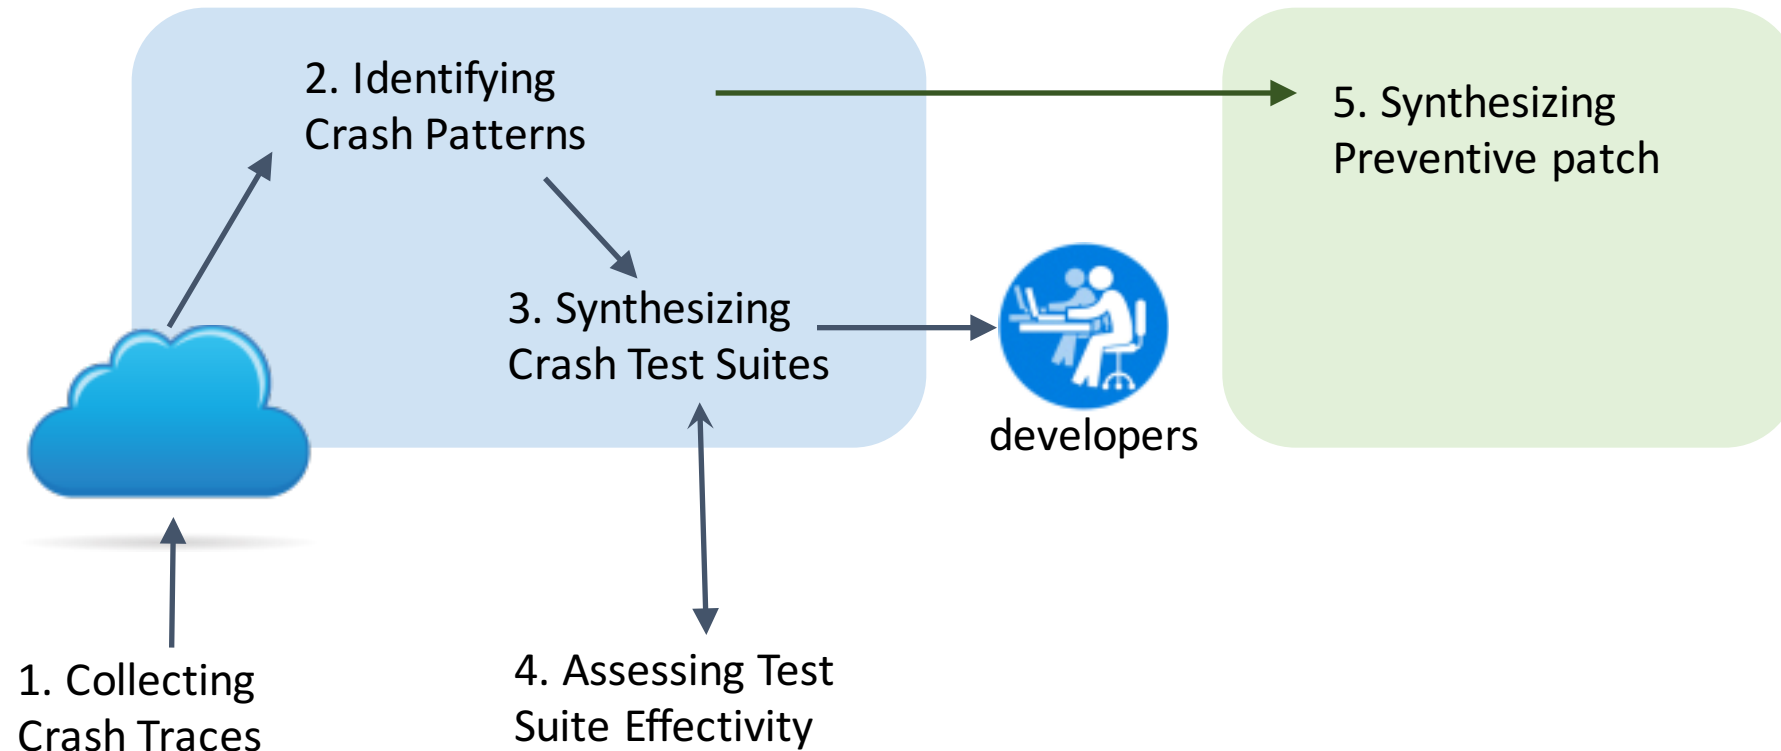 2. Identifying
Crash Patterns
5. Synthesizing
Preventive patch
3. Synthesizing
Crash Test Suites
developers
1. Collecting
Crash Traces
4. Assessing Test
Suite Effectivity